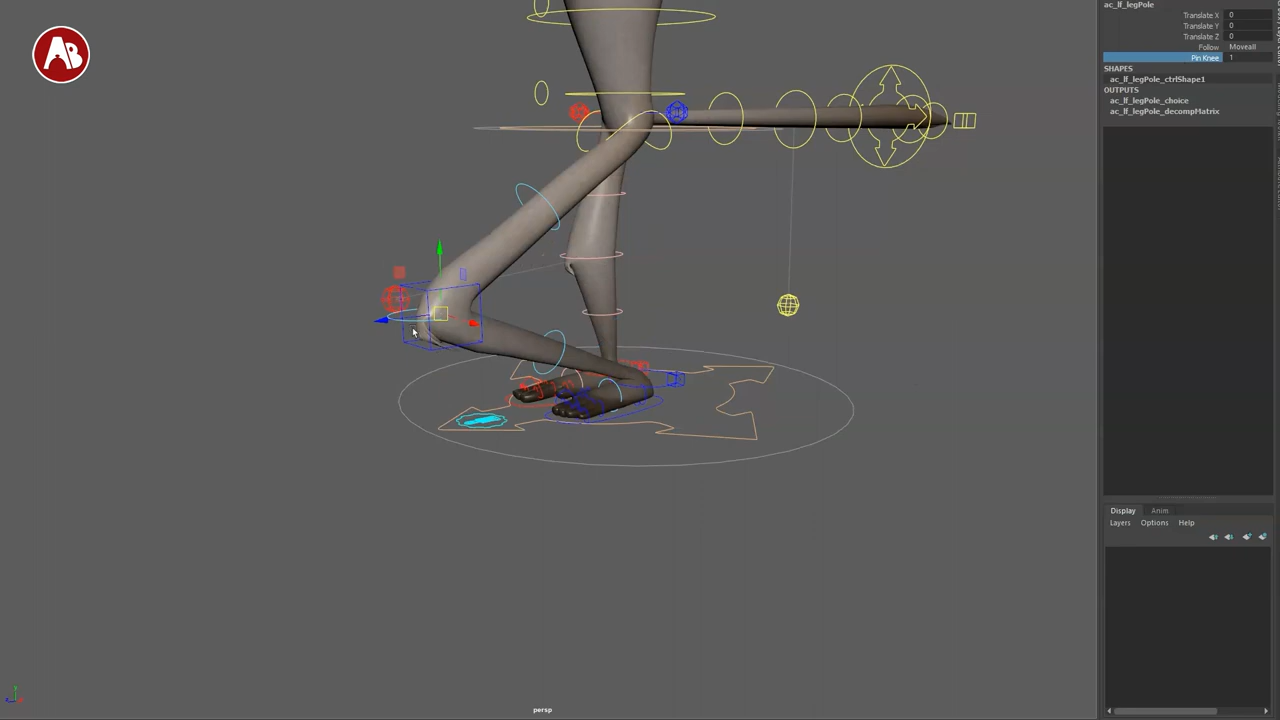 AB
ac_lf_legPole
Translate X 0
Translate Y 0
Translate Z 0
Follow Moveall
Pin Knee 1
SHAPES
ac_lf_legPole_ctrlShape1
OUTPUTS
ac_lf_legPole_choice
ac_lf_legPole_decompMatrix
Display Anim
Layers Options Help
persp